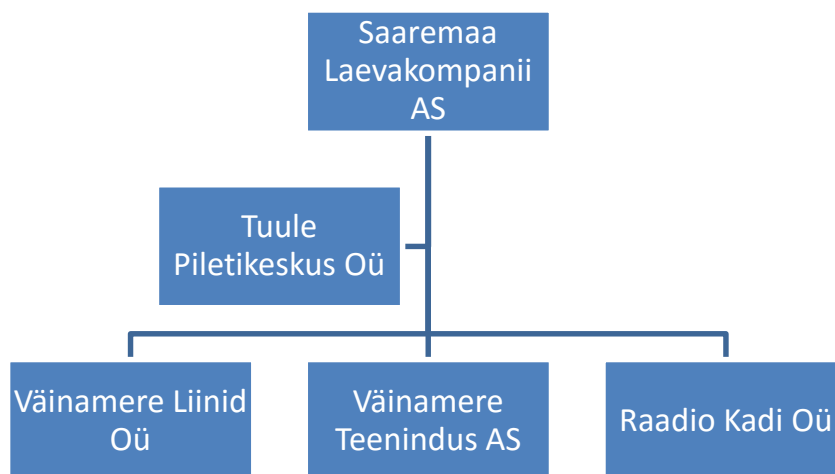 Saaremaa
Laevakompanii
AS
Tuule
Piletikeskus Oü
Väinamere Liinid
Oü
Väinamere
Teenindus AS
Raadio Kadi Oü